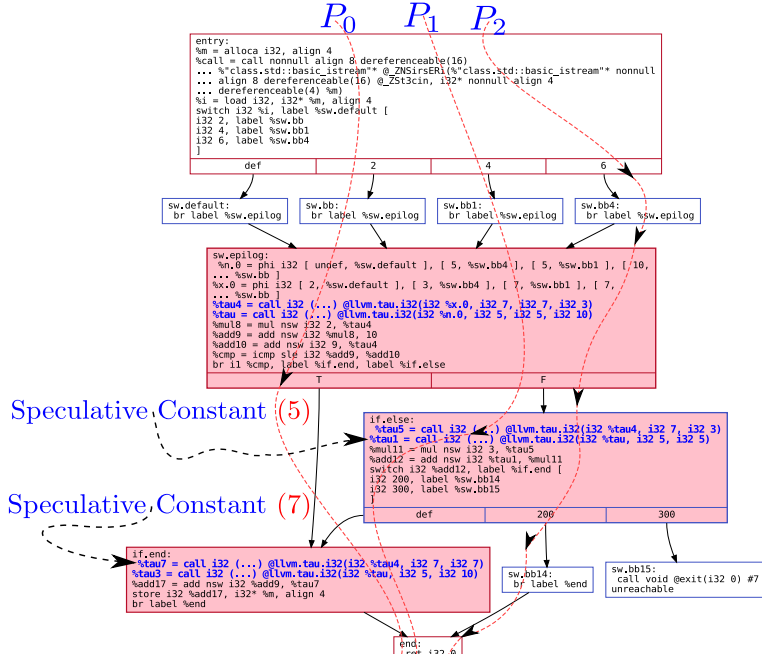 P0 P1 P2
entry:
%m = alloca i32, align 4
%call = call nonnull align 8 dereferenceable(16)
... %"class.std::basic_istream"* @_ZNSirsERi(%"class.std::basic_istream"* nonnull
... align 8 dereferenceable(16) @_ZSt3cin, i32* nonnull align 4
... dereferenceable(4) %m)
%i = load i32, i32* %m, align 4
switch i32 %i, label %sw.default [
i32 2, label %sw.bb
i32 4, label %sw.bb1
i32 6, label %sw.bb4
]
def 2 4 6
sw.default: sw.bb: sw.bb1: sw.bb4:
br label %sw.epilog br label %sw.epilog br label %sw.epilog br label %sw.epilog
sw.epilog:
%n.0 = phi i32 [ undef, %sw.default ], [ 5, %sw.bb4 ], [ 5, %sw.bb1 ], [ 10,
... %sw.bb ]
%x.0 = phi i32 [ 2, %sw.default ], [ 3, %sw.bb4 ], [ 7, %sw.bb1 ], [ 7,
... %sw.bb ]
%tau4 = call i32 (...) @llvm.tau.i32(i32 %x.0, i32 7, i32 7, i32 3)
%tau = call i32 (...) @llvm.tau.i32(i32 %n.0, i32 5, i32 5, i32 10)
%mul8 = mul nsw i32 2, %tau4
%add9 = add nsw i32 %mul8, 10
%add10 = add nsw i32 9, %tau4
%cmp = icmp sle i32 %add9, %add10
br i1 %cmp, label %if.end, label %if.else
T F
Speculative Constant (5)
if.else:
%tau5 = call i32 (...) @llvm.tau.i32(i32 %tau4, i32 7, i32 3)
%tau1 = call i32 (...) @llvm.tau.i32(i32 %tau, i32 5, i32 5)
%mul11 = mul nsw i32 3, %tau5
%add12 = add nsw i32 %tau1, %mul11
switch i32 %add12, label %if.end [
i32 200, label %sw.bb14
i32 300, label %sw.bb15
]
def 200 300
Speculative Constant (7)
if.end:
%tau7 = call i32 (...) @llvm.tau.i32(i32 %tau4, i32 7, i32 7)
%tau3 = call i32 (...) @llvm.tau.i32(i32 %tau, i32 5, i32 10)
%add17 = add nsw i32 %add9, %tau7
store i32 %add17, i32* %m, align 4
br label %end
sw.bb14:
br label %end
sw.bb15:
call void @exit(i32 0) #7
unreachable
end:
ret i32 0